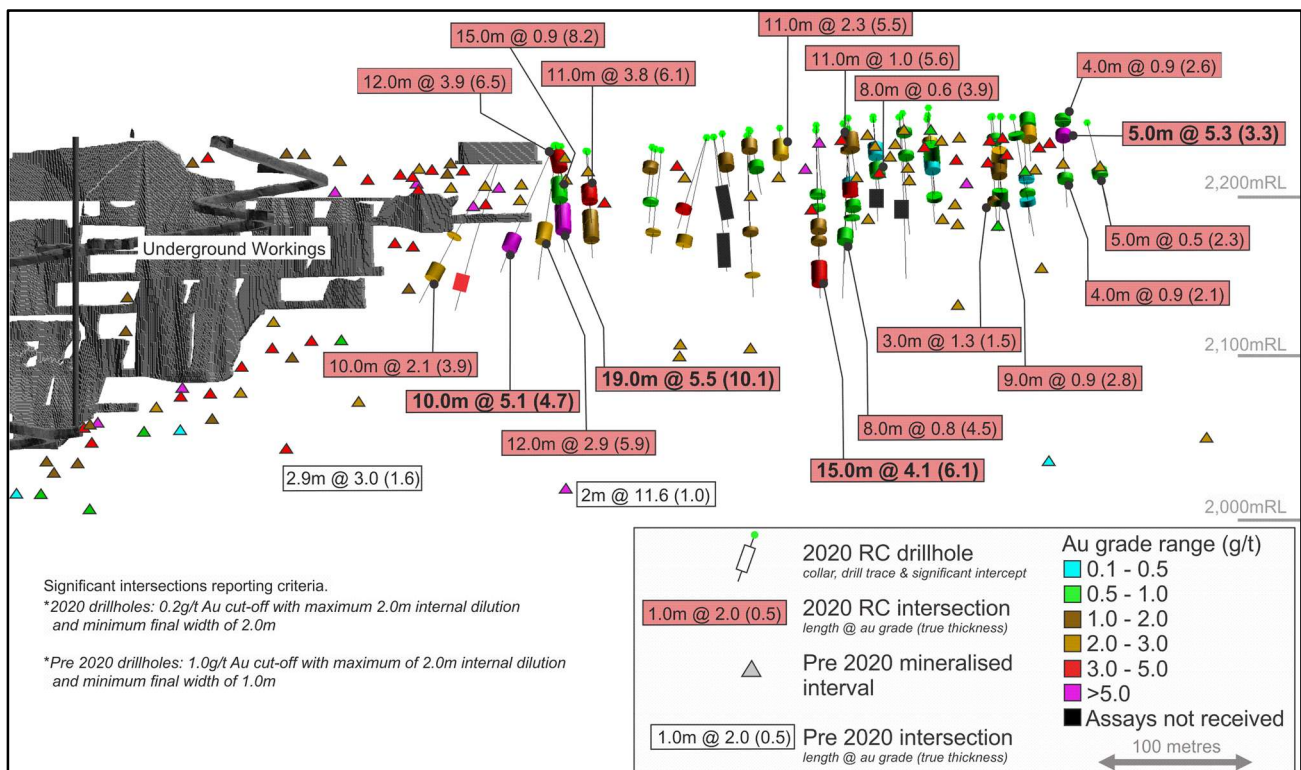 11.0m @ 2.3 (5.5)
15.0m @ 0.9 (8.2)
11.0m @ 1.0 (5.6)
4.0m @ 0.9 (2.6)
12.0m @ 3.9 (6.5)
11.0m @ 3.8 (6.1)
8.0m @ 0.6 (3.9)
5.0m @ 5.3 (3.3)
2,200mRL
Underground Workings
5.0m @ 0.5 (2.3)
4.0m @ 0.9 (2.1)
3.0m @ 1.3 (1.5)
2,100mRL
10.0m @ 2.1 (3.9)
19.0m @ 5.5 (10.1)
9.0m @ 0.9 (2.8)
10.0m @ 5.1 (4.7)
8.0m @ 0.8 (4.5)
12.0m @ 2.9 (5.9)
15.0m @ 4.1 (6.1)
2.9m @ 3.0 (1.6)
2m @ 11.6 (1.0)
2,000mRL
Significant intersections reporting criteria.
*2020 drillholes: 0.2g/t Au cut-off with maximum 2.0m internal dilution
and minimum final width of 2.0m
*Pre 2020 drillholes: 1.0g/t Au cut-off with maximum of 2.0m internal dilution
and minimum final width of 1.0m
2020 RC drillhole
collar, drill trace & significant intercept
1.0m @ 2.0 (0.5)
2020 RC intersection
length @ au grade (true thickness)
Pre 2020 mineralised
interval
1.0m @ 2.0 (0.5)
Pre 2020 intersection
length @ au grade (true thickness)
Au grade range (g/t)
0.1 - 0.5
0.5 - 1.0
1.0 - 2.0
2.0 - 3.0
3.0 - 5.0
>5.0
Assays not received
100 metres